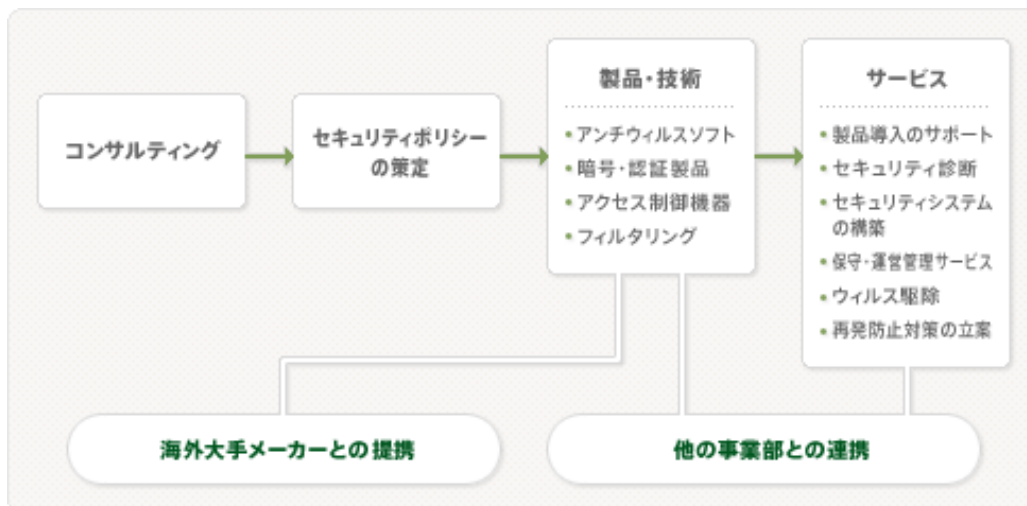 コンサルティング
セキュリティポリシー
の策定
製品・技術
・アンチウィルスソフト
・暗号・認証製品
・アクセス制御機器
・フィルタリング
サービス
・製品導入のサポート
・セキュリティ診断
・セキュリティシステム
の構築
・保守・運営管理サービス
・ウィルス駆除
・再発防止対策の立案
海外大手メーカーとの提携
他の事業部との連携